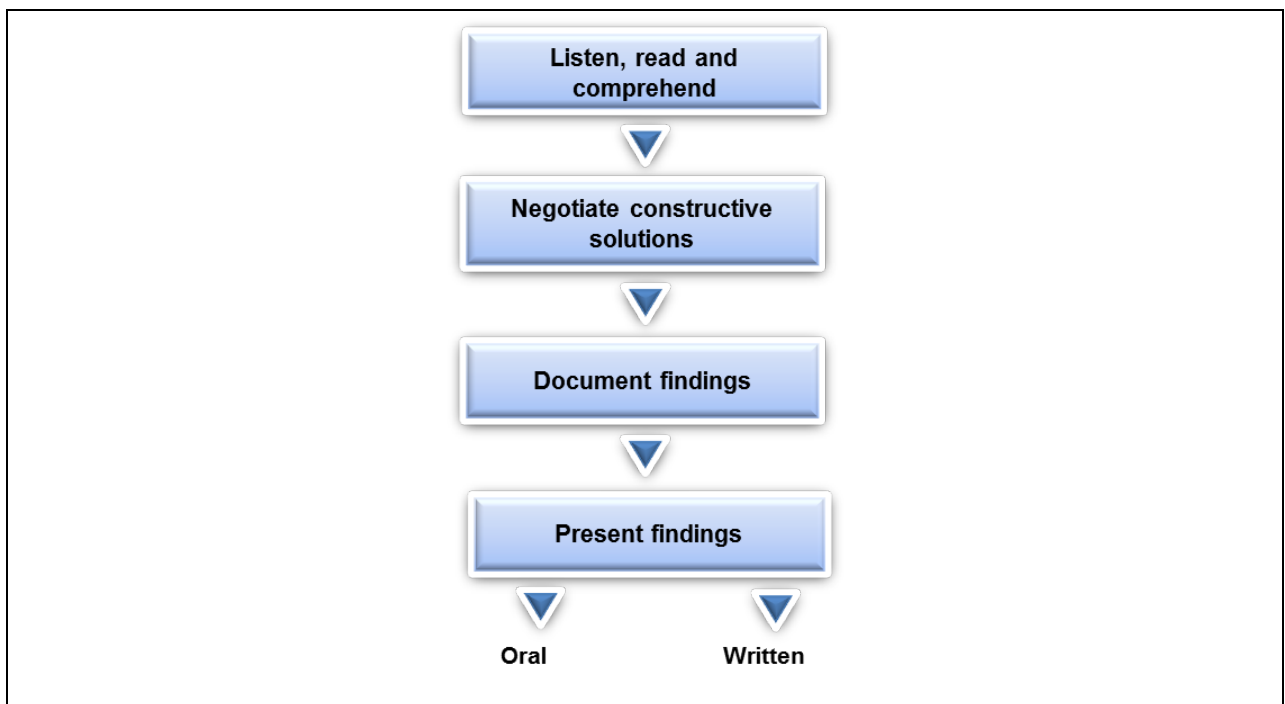 Listen, read and
comprehend
Negotiate constructive
solutions
Document findings
Present findings
Oral
Written